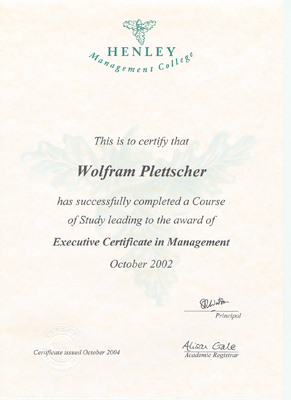 HENLEY
Management College
This is to certify that
Wolfram Plettscher
has successfully completed a Course
of Study leading to the award of
Executive Certificate in Management
October 2002
Principal
Alison Gale
Certificate issued October 2004
Academic Registrar